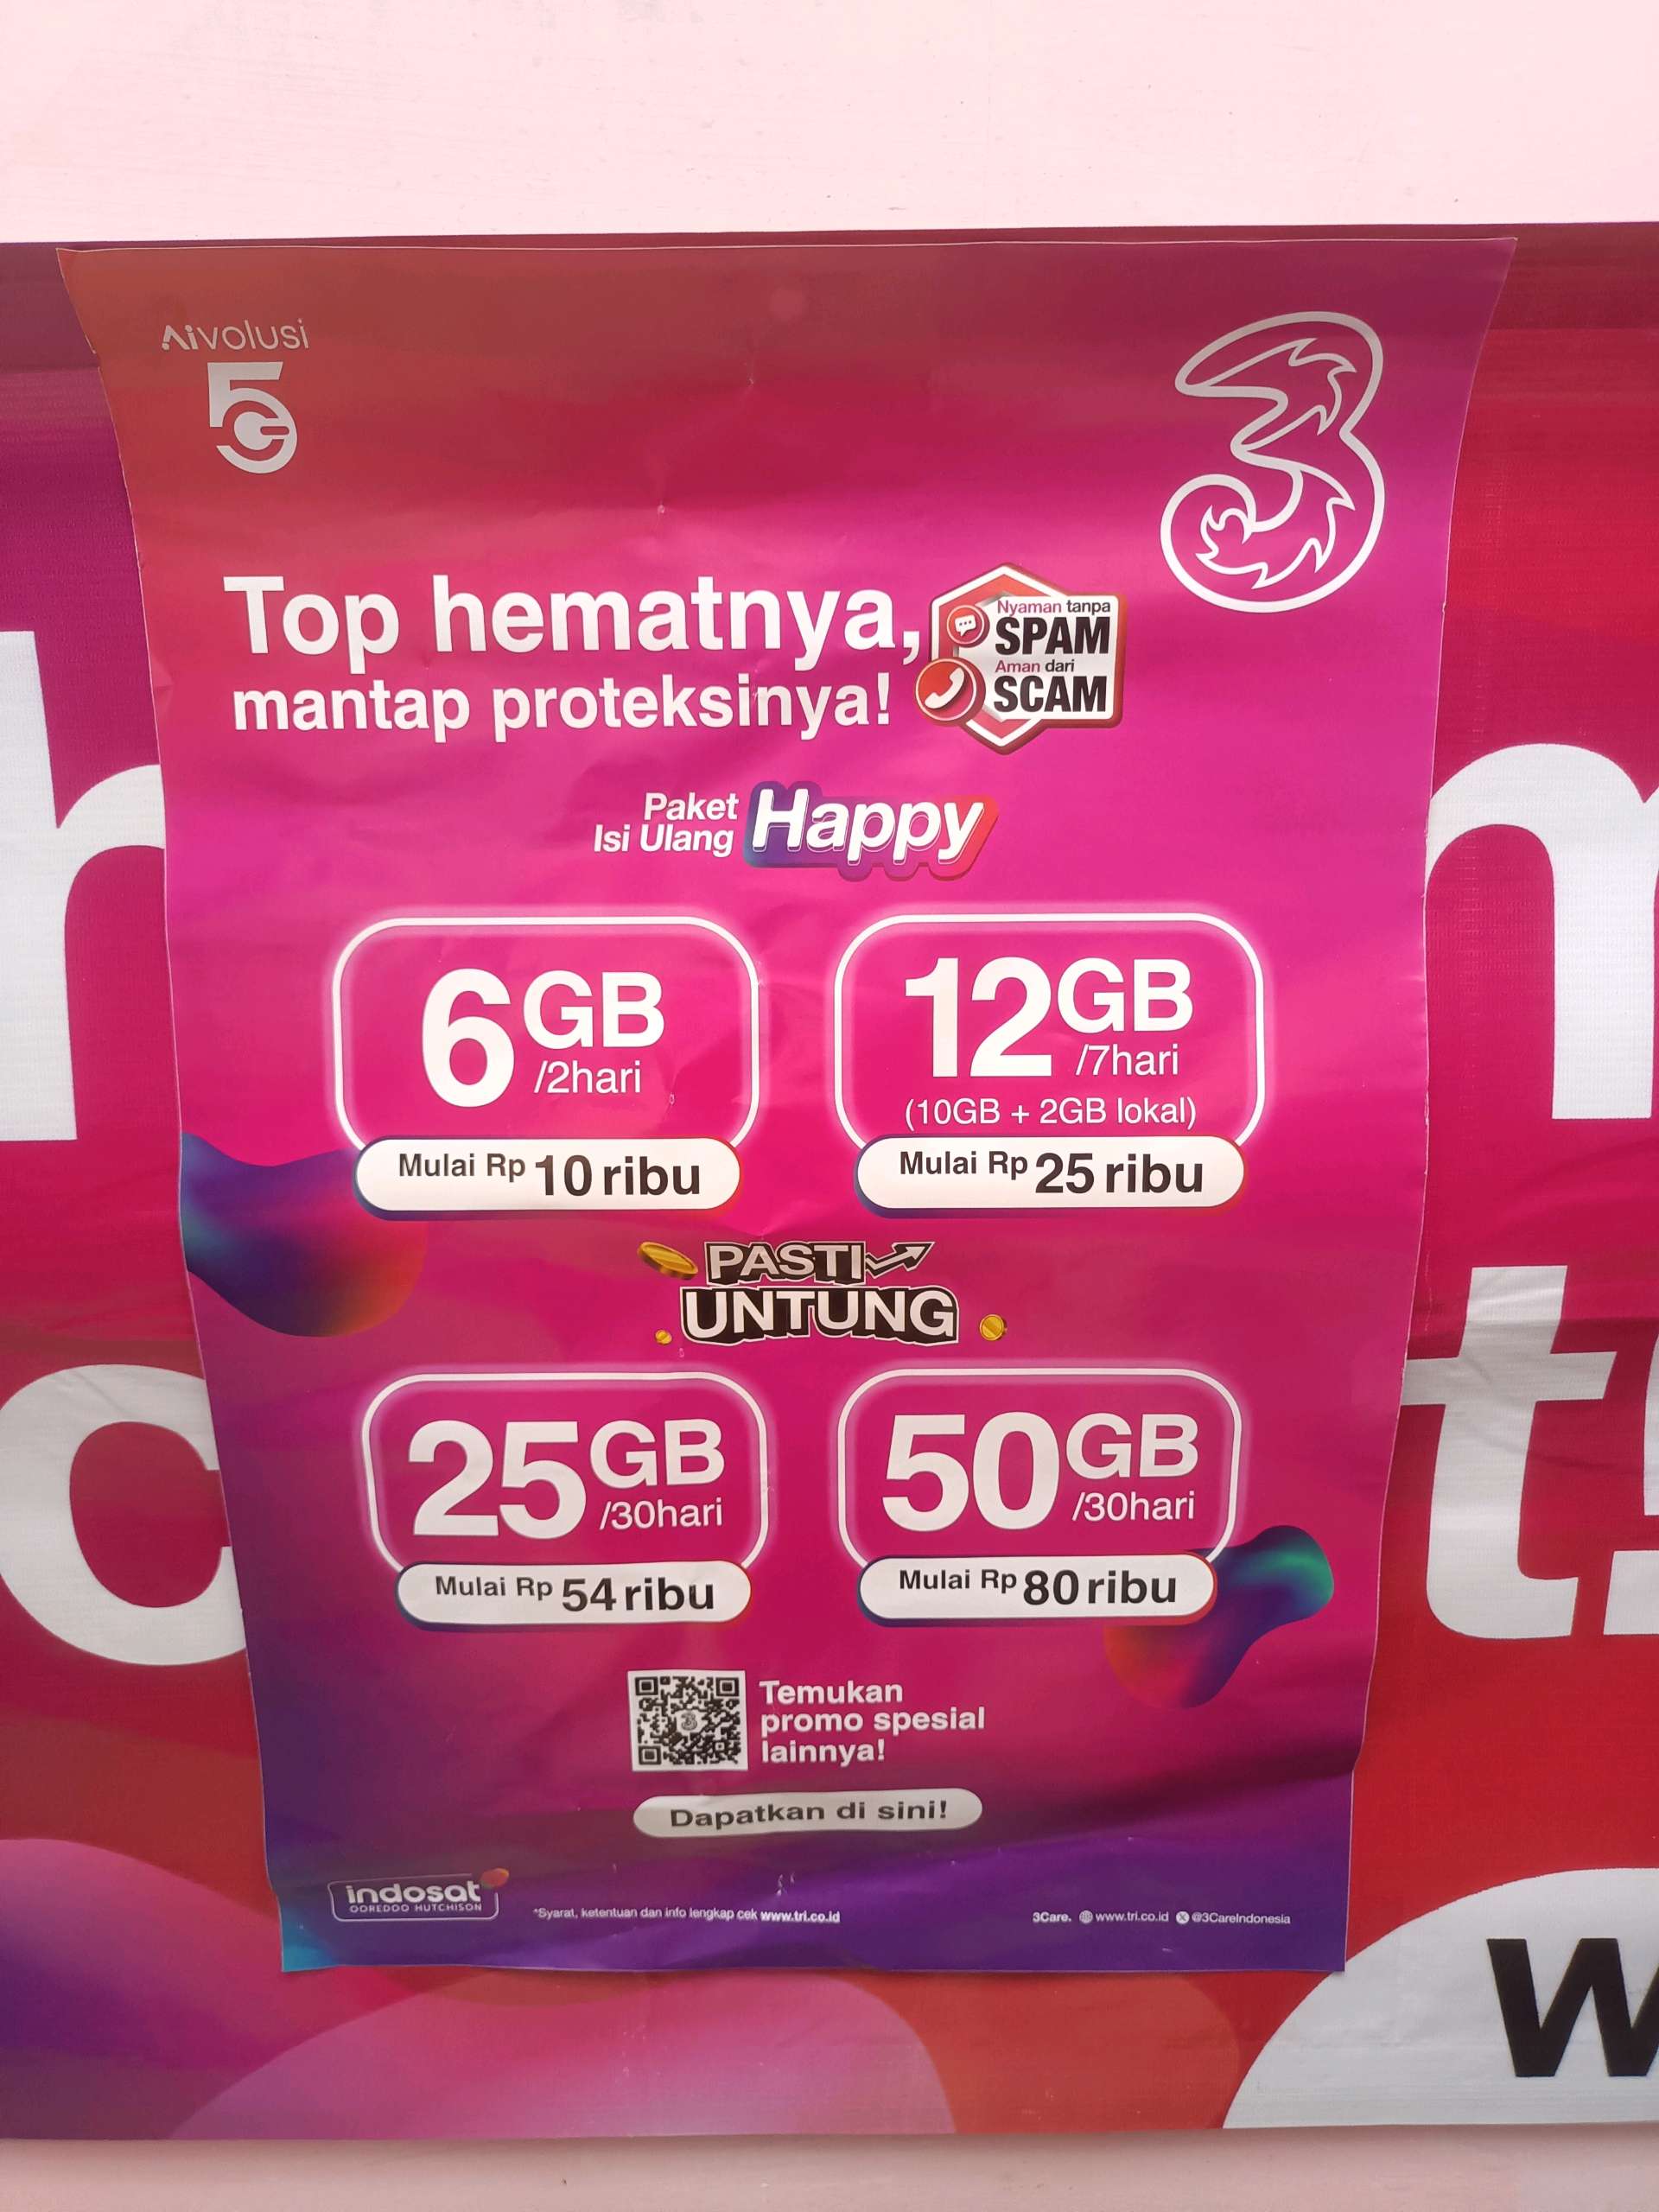 Aivolusi
5G
3
Top hematnya,
mantap proteksinya!
Nyaman tanpa
SPAM
Aman dari
SCAM
Paket
Isi Ulang
Happy
6GB
/2hari
Mulai Rp 10 ribu
12GB
/7hari
(10GB + 2GB lokal)
Mulai Rp 25 ribu
PASTI
UNTUNG
25GB
/30hari
Mulai Rp 54 ribu
50GB
/30hari
Mulai Rp 80 ribu
Temukan
promo spesial
lainnya!
Dapatkan di sini!
indosat
OOREDOO HUTCHISON
*Syarat, ketentuan dan info lengkap cek www.tri.co.id
3Care. www.tri.co.id @3CareIndonesia
h
m
c
t!
w